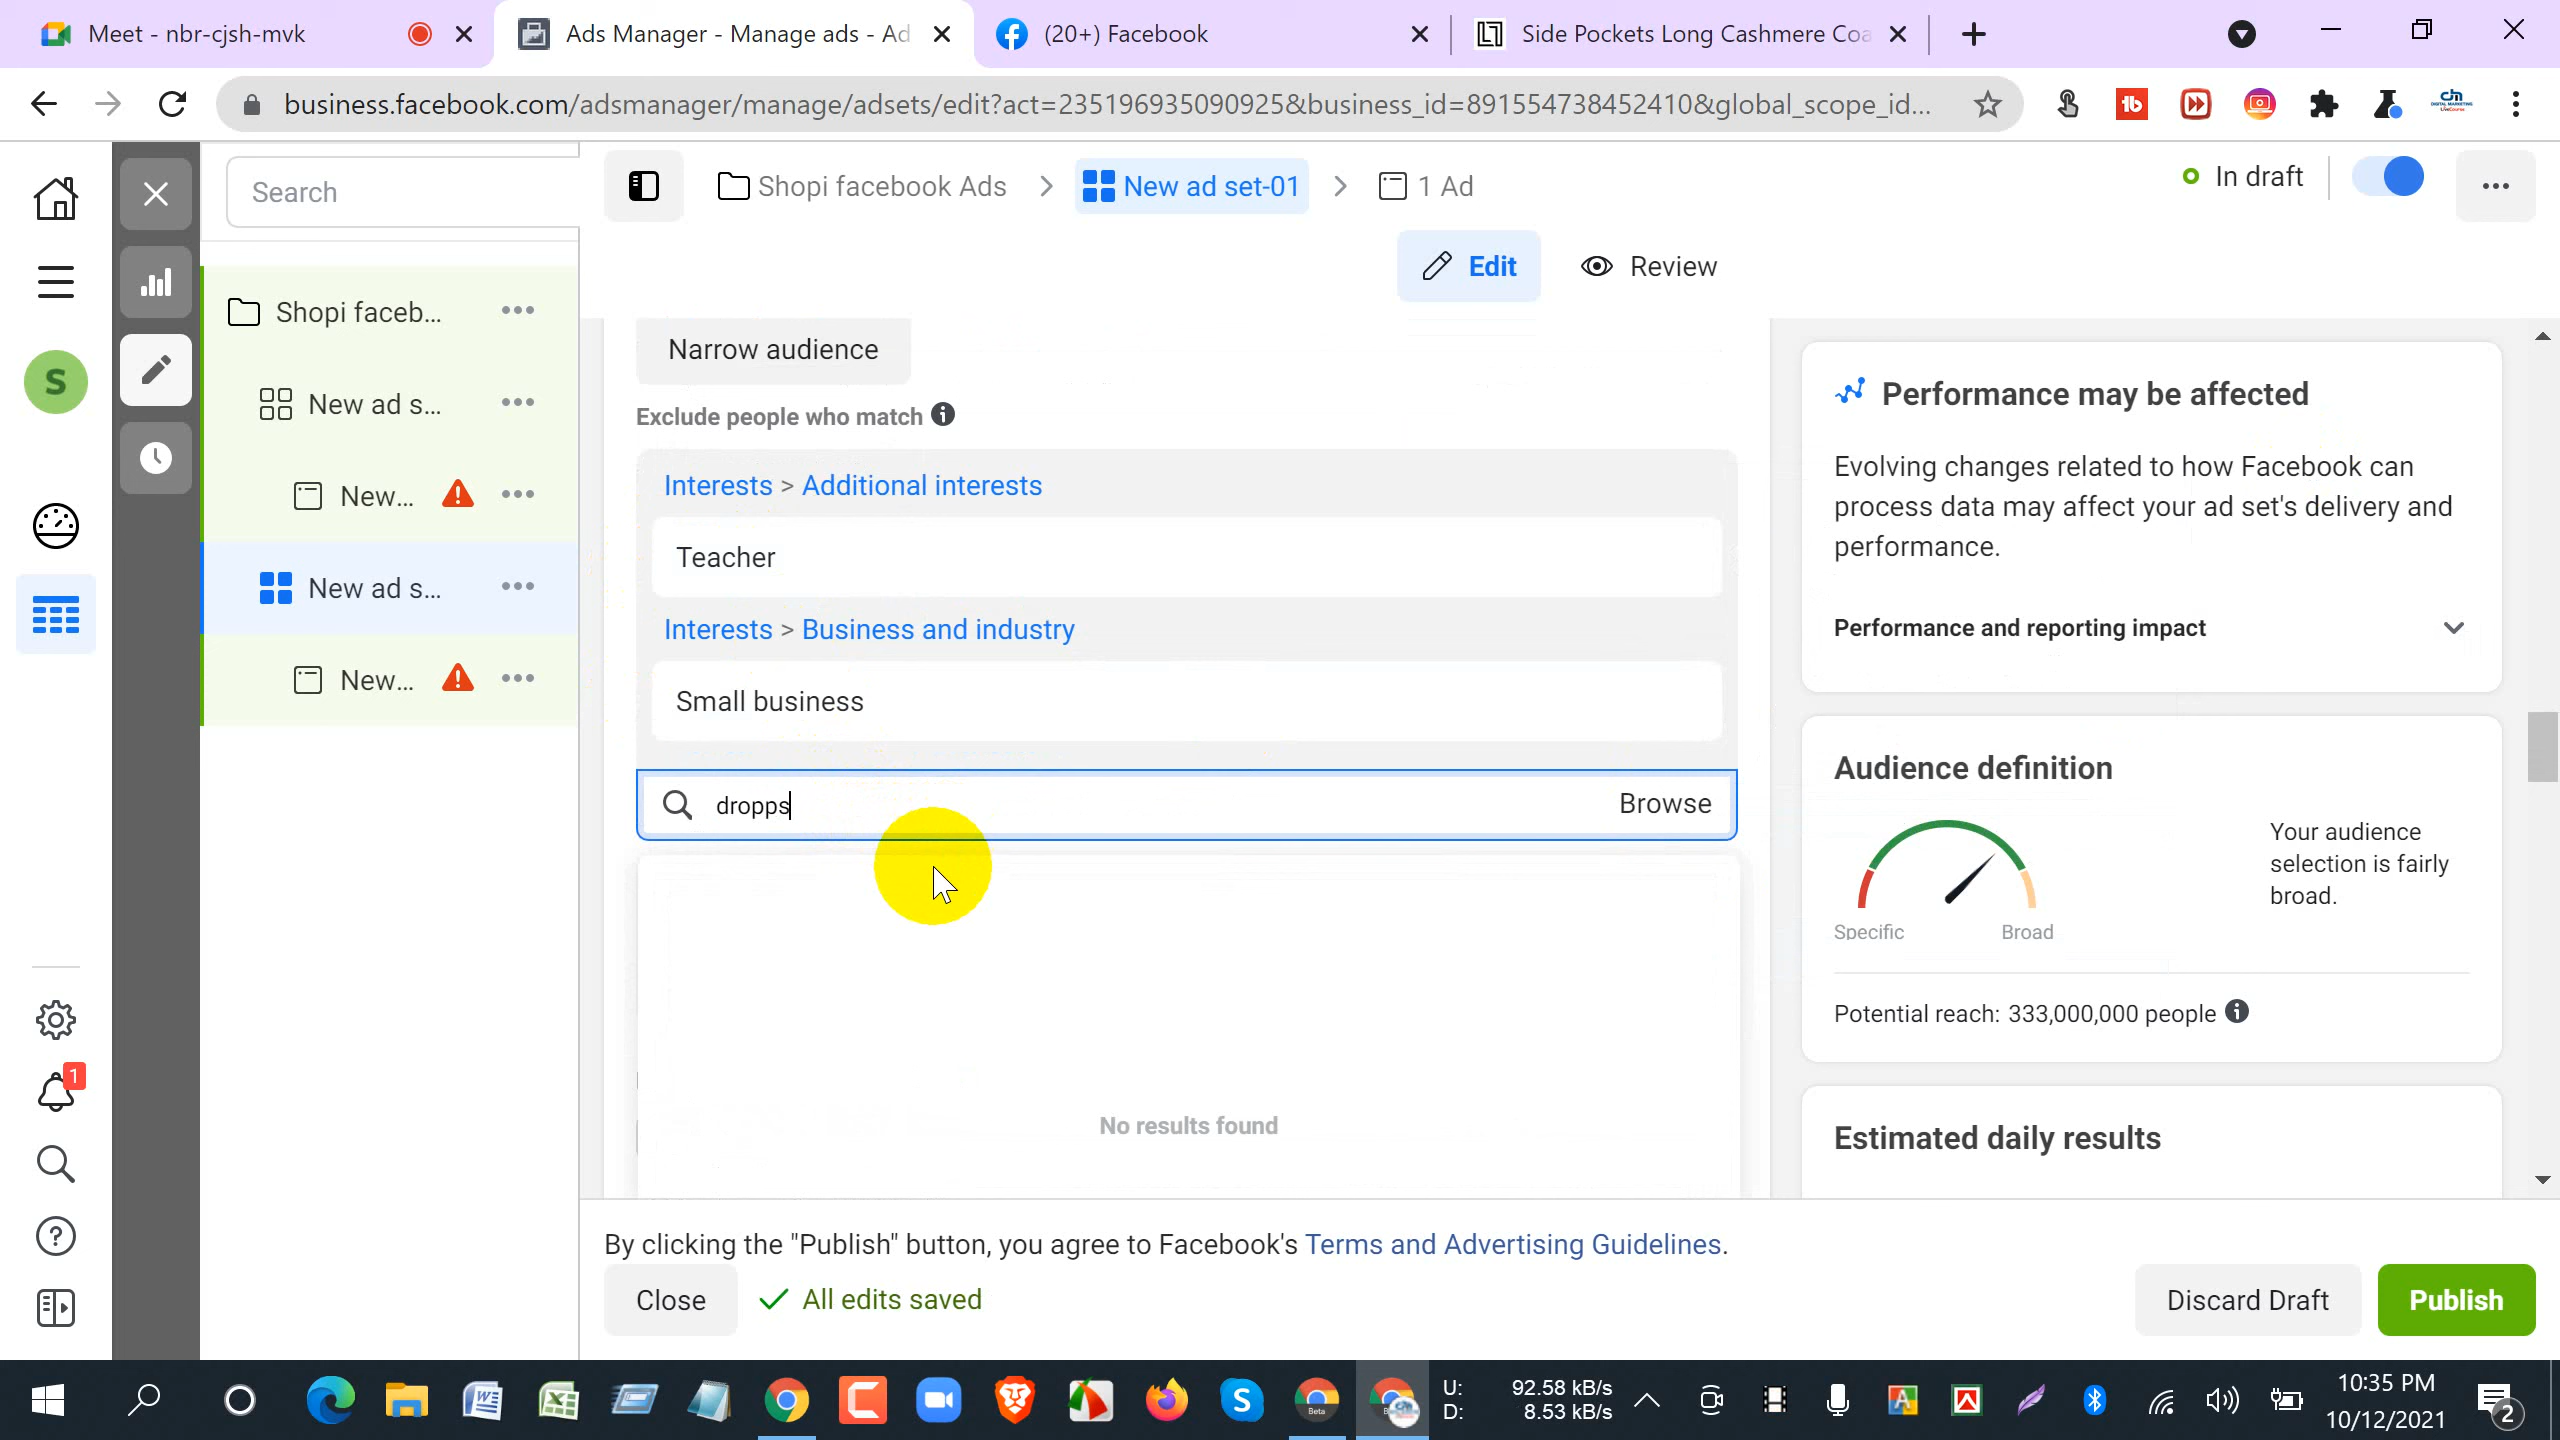 Meet - nbr-cjsh-mvk
Ads Manager - Manage ads - Ad
(20+) Facebook
Side Pockets Long Cashmere Coa
business.facebook.com/adsmanager/manage/adsets/edit?act=235196935090925&business_id=891554738452410&global_scope_id...
Search
Shopi facebook Ads
New ad set-01
1 Ad
In draft
Edit
Review
S
Shopi faceb...
New ad s...
New...
New ad s...
New...
Narrow audience
Exclude people who match
Interests > Additional interests
Teacher
Interests > Business and industry
Small business
dropps
Browse
No results found
Performance may be affected
Evolving changes related to how Facebook can
process data may affect your ad set's delivery and
performance.
Performance and reporting impact
Audience definition
Your audience
selection is fairly
broad.
Specific
Broad
Potential reach: 333,000,000 people
Estimated daily results
1
By clicking the "Publish" button, you agree to Facebook's Terms and Advertising Guidelines.
Close
All edits saved
Discard Draft
Publish
U: 92.58 kB/s
D: 8.53 kB/s
10:35 PM
10/12/2021
2